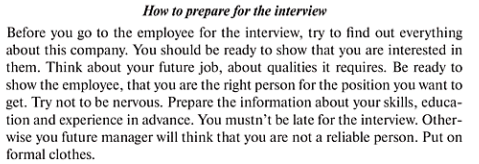 How to prepare for the interview
Before you go to the employee for the interview, try to find out everything
about this company. You should be ready to show that you are interested in
them. Think about your future job, about qualities it requires. Be ready to
show the employee, that you are the right person for the position you want to
get. Try not to be nervous. Prepare the information about your skills, educa-
tion and experience in advance. You mustn't be late for the interview. Other-
wise you future manager will think that you are not a reliable person. Put on
formal clothes.